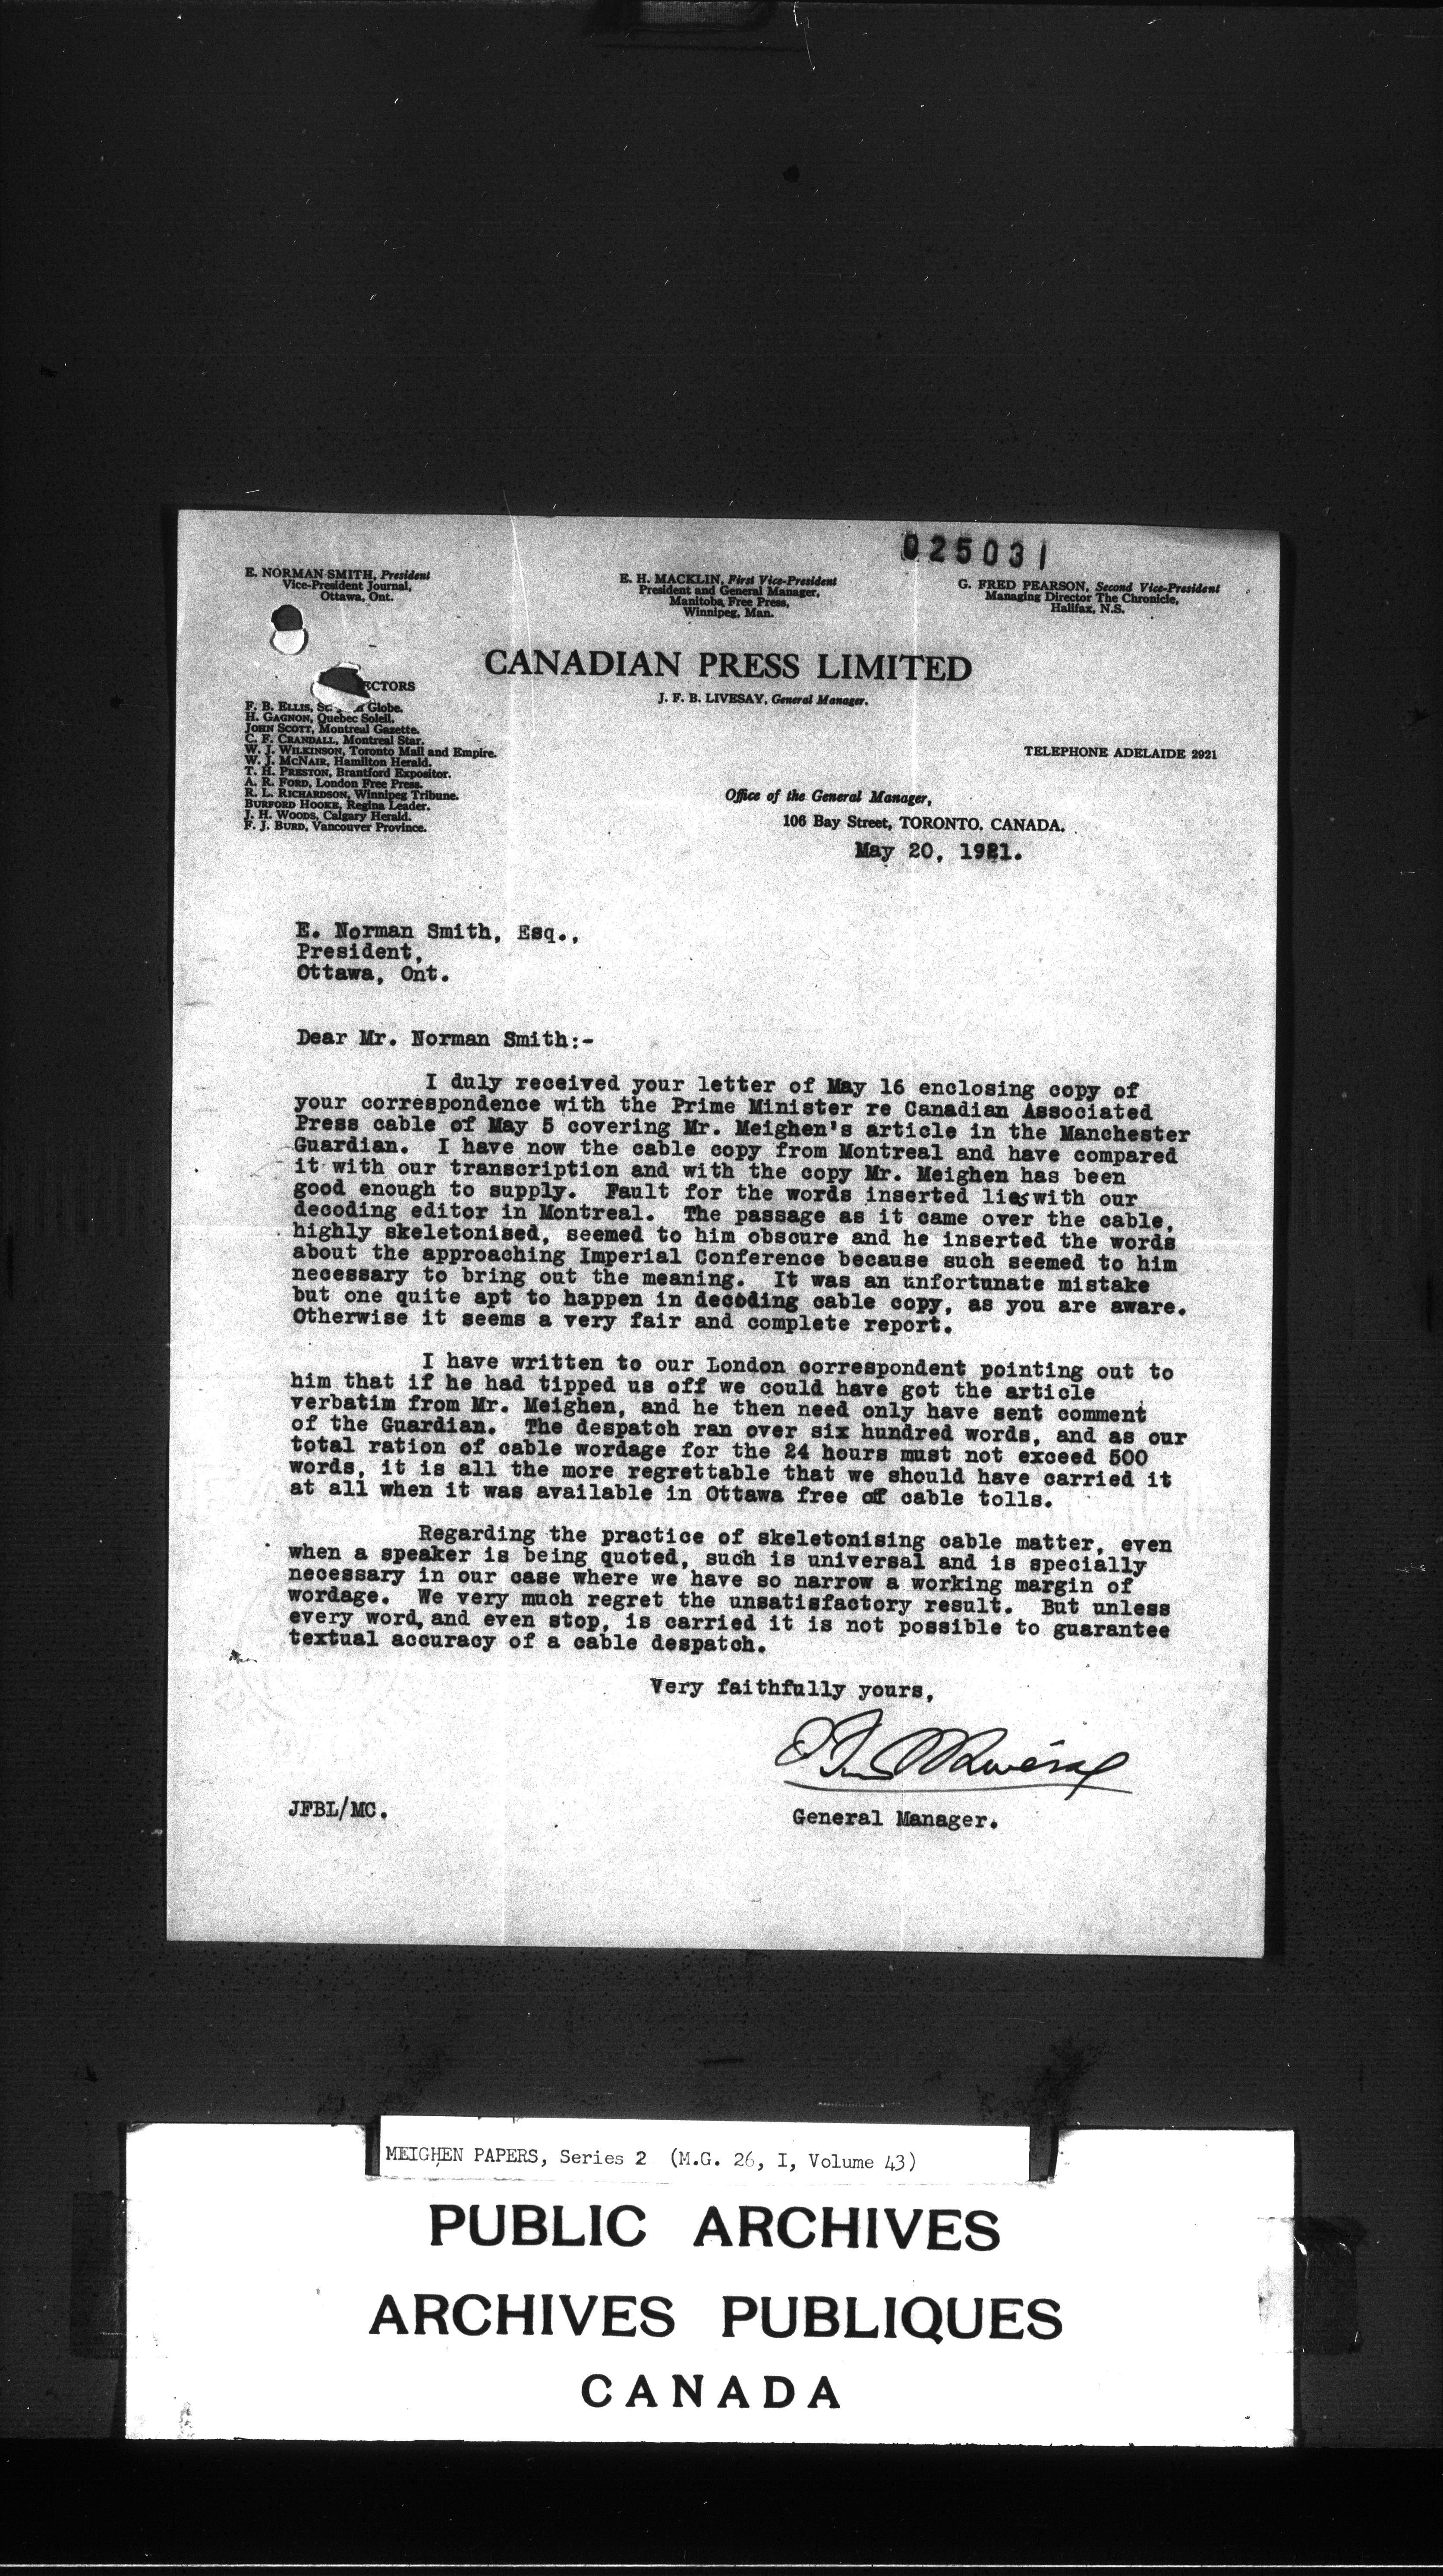 025031
E. NORMAN SMITH, President
Vice-President Journal,
Ottawa, Ont.
E. H. MACKLIN, First Vice-President
President and General Manager,
Manitoba Free Press,
Winnipeg, Man.
G. FRED PEARSON, Second Vice-President
Managing Director The Chronicle,
Halifax, N.S.
CANADIAN PRESS LIMITED
J. F. B. LIVESAY, General Manager.
ECTORS
F. B. ELLIS, Globe.
H. GAGNON, Quebec Soleil.
JOHN SCOTT, Montreal Gazette.
C. F. CRANDALL, Montreal Star.
W. J. WILKINSON, Toronto Mail and Empire.
W. J. MCNAIR, Hamilton Herald.
T. H. PRESTON, Brantford Expositor.
A. R. FORD, London Free Press.
R. L. RICHARDSON, Winnipeg Tribune.
BURFORD HOOKE, Regina Leader.
J. H. WOODS, Calgary Herald.
F. J. BURD, Vancouver Province.
TELEPHONE ADELAIDE 2921
Office of the General Manager,
106 Bay Street, TORONTO, CANADA.
May 20, 1921.
E. Norman Smith, Esq.,
President,
Ottawa, Ont.
Dear Mr. Norman Smith:-
I duly received your letter of May 16 enclosing copy of
your correspondence with the Prime Minister re Canadian Associated
Press cable of May 5 covering Mr. Meighen's article in the Manchester
Guardian. I have now the cable copy from Montreal and have compared
it with our transcription and with the copy Mr. Meighen has been
good enough to supply. Fault for the words inserted lies with our
decoding editor in Montreal. The passage as it came over the cable,
highly skeletonised, seemed to him obscure and he inserted the words
about the approaching Imperial Conference because such seemed to him
necessary to bring out the meaning. It was an unfortunate mistake
but one quite apt to happen in decoding cable copy, as you are aware.
Otherwise it seems a very fair and complete report.
I have written to our London correspondent pointing out to
him that if he had tipped us off we could have got the article
verbatim from Mr. Meighen, and he then need only have sent comment
of the Guardian. The despatch ran over six hundred words, and as our
total ration of cable wordage for the 24 hours must not exceed 500
words, it is all the more regrettable that we should have carried it
at all when it was available in Ottawa free of cable tolls.
Regarding the practice of skeletonising cable matter, even
when a speaker is being quoted, such is universal and is specially
necessary in our case where we have so narrow a working margin of
wordage. We very much regret the unsatisfactory result. But unless
every word, and even stop, is carried it is not possible to guarantee
textual accuracy of a cable despatch.
Very faithfully yours,
General Manager.
JFBL/MC.
MEIGHEN PAPERS, Series 2 (M.G. 26, I, Volume 43)
PUBLIC ARCHIVES
ARCHIVES PUBLIQUES
CANADA